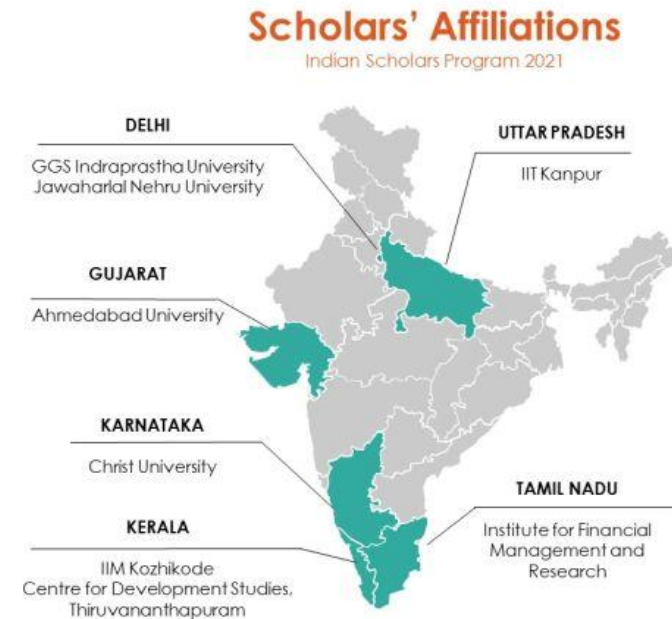 Scholars' Affiliations
Indian Scholars Program 2021
DELHI
GGS Indraprastha University
Jawaharlal Nehru University
UTTAR PRADESH
IIT Kanpur
GUJARAT
Ahmedabad University
KARNATAKA
Christ University
KERALA
IIM Kozhikode
Centre for Development Studies,
Thiruvananthapuram
TAMIL NADU
Institute for Financial
Management and
Research